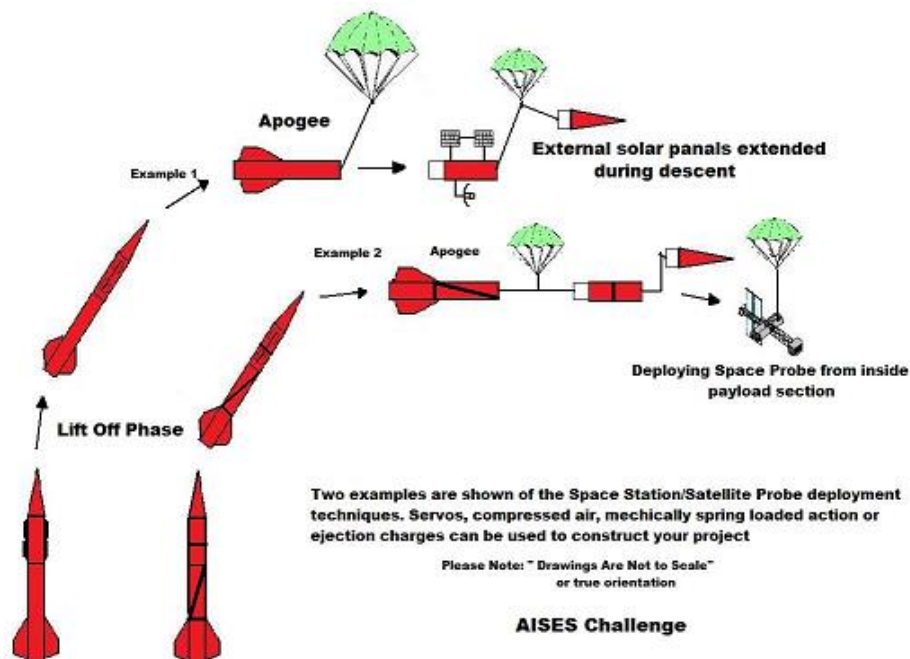 Apogee
Example 1
External solar panals extended
during descent
Example 2
Apogee
Deploying Space Probe from inside
payload section
Lift Off Phase
Two examples are shown of the Space Station/Satellite Probe deployment
techniques. Servos, compressed air, mechically spring loaded action or
ejection charges can be used to construct your project
Please Note: " Drawings Are Not to Scale"
or true orientation
AISES Challenge